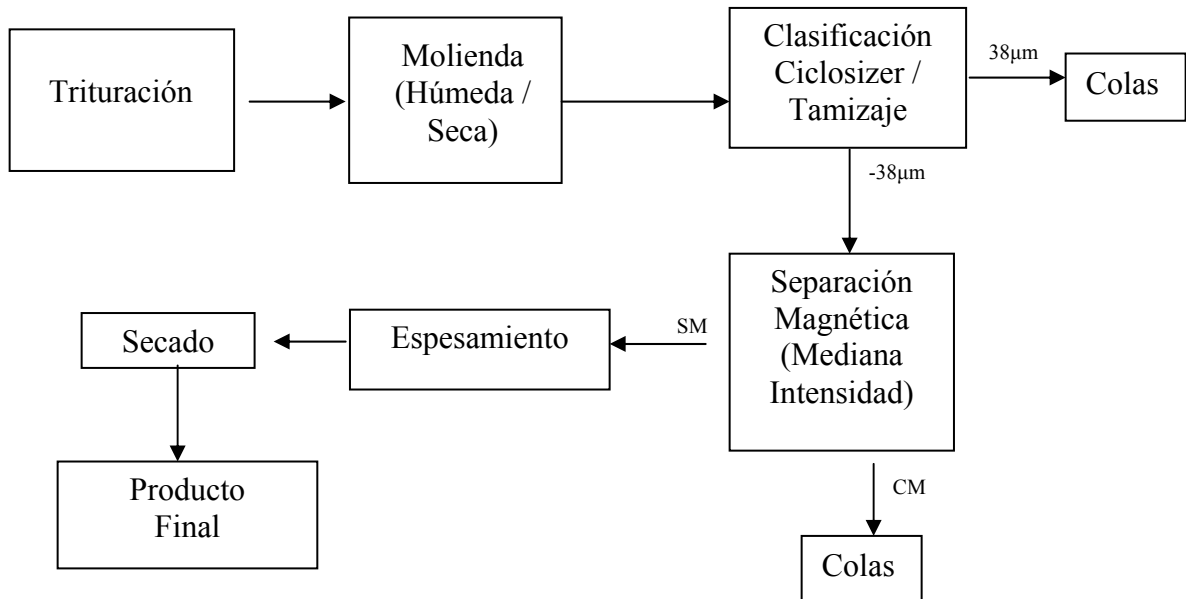 Trituración
Molienda
(Húmeda /
Seca)
Clasificación
Ciclosizer /
Tamizaje
38μm
Colas
-38μm
Separación
Magnética
(Mediana
Intensidad)
SM
Espesamiento
Secado
Producto
Final
CM
Colas